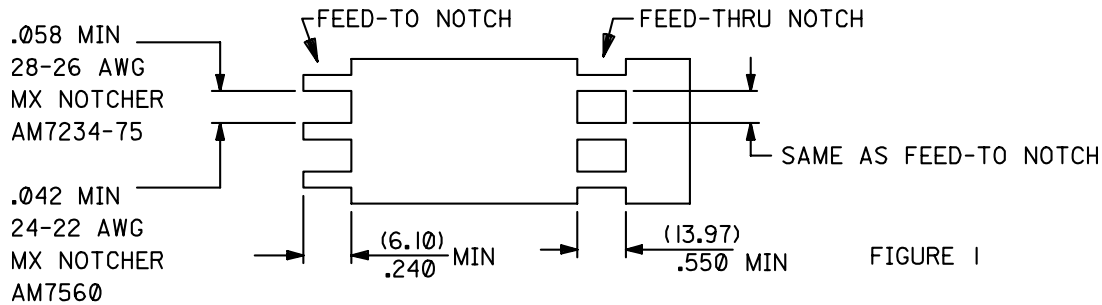 FEED-TO NOTCH
FEED-THRU NOTCH
.058 MIN
28-26 AWG
MX NOTCHER
AM7234-75
SAME AS FEED-TO NOTCH
.042 MIN
24-22 AWG
MX NOTCHER
AM7560
(6.10)
.240 MIN
(13.97)
.550 MIN
FIGURE 1